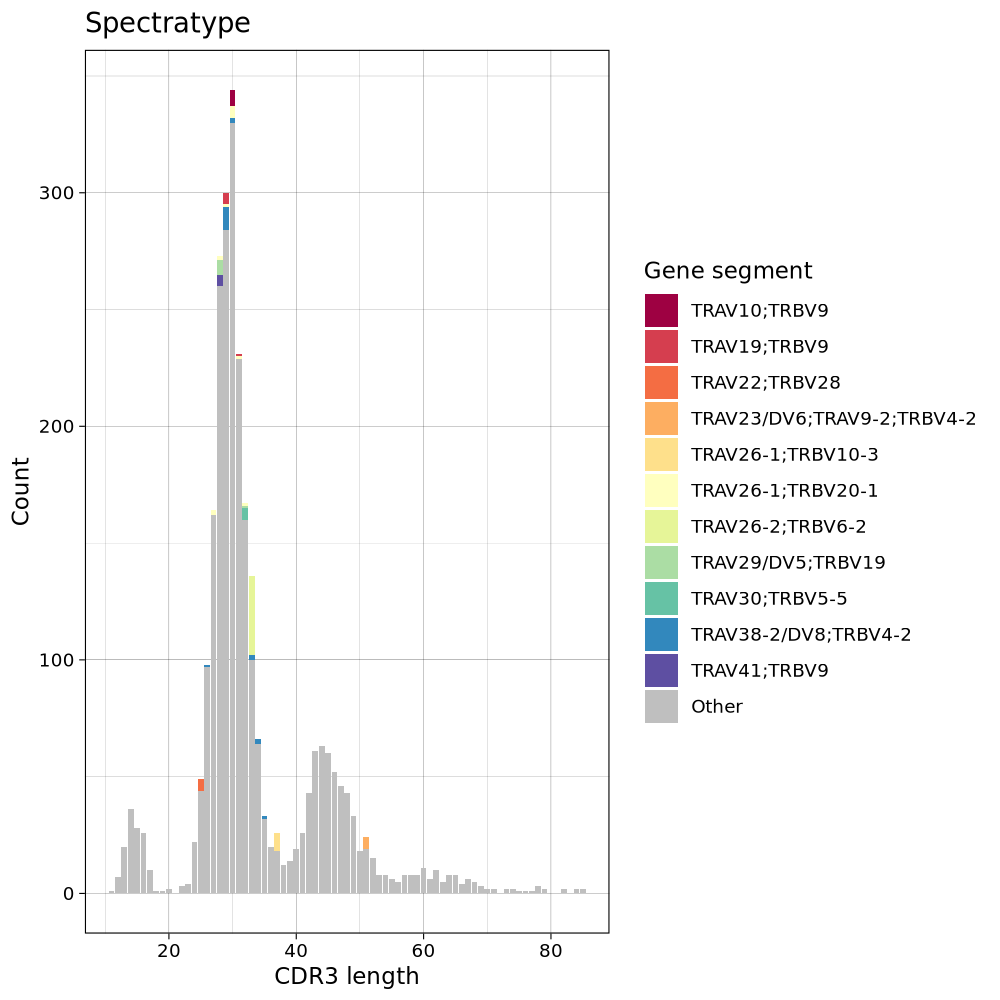 Spectratype
300
200
100
0
Count
20
40
60
80
CDR3 length
Gene segment
TRAV10;TRBV9
TRAV19;TRBV9
TRAV22;TRBV28
TRAV23/DV6;TRAV9-2;TRBV4-2
TRAV26-1;TRBV10-3
TRAV26-1;TRBV20-1
TRAV26-2;TRBV6-2
TRAV29/DV5;TRBV19
TRAV30;TRBV5-5
TRAV38-2/DV8;TRBV4-2
TRAV41;TRBV9
Other